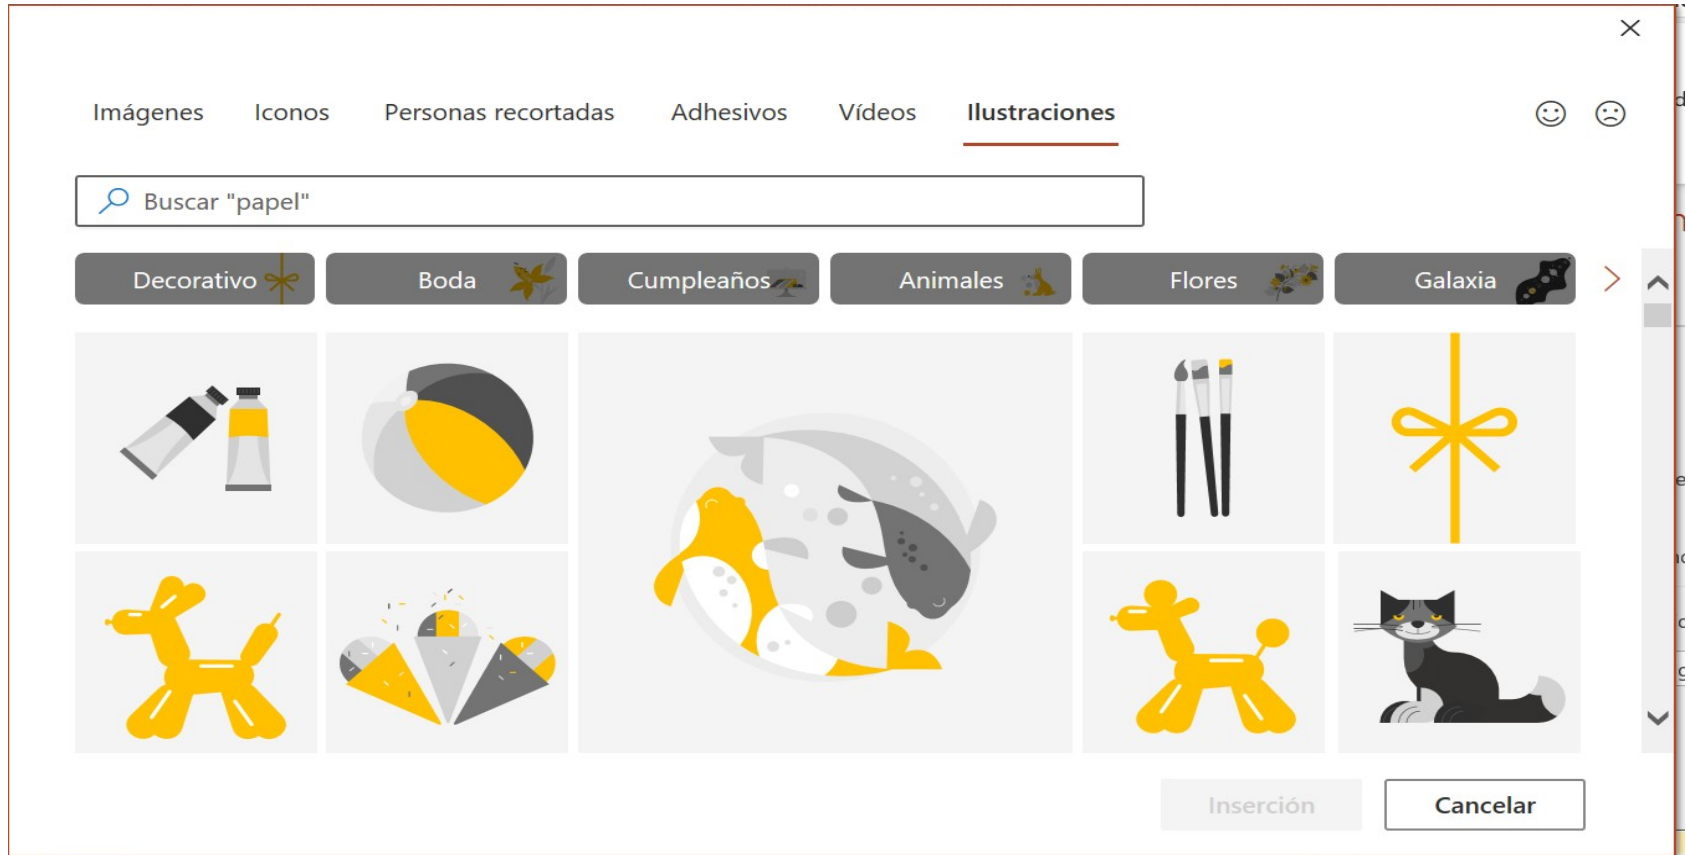 Imágenes Iconos Personas recortadas Adhesivos Vídeos Ilustraciones
Buscar "papel"
Decorativo Boda Cumpleaños Animales Flores Galaxia
Inserción Cancelar